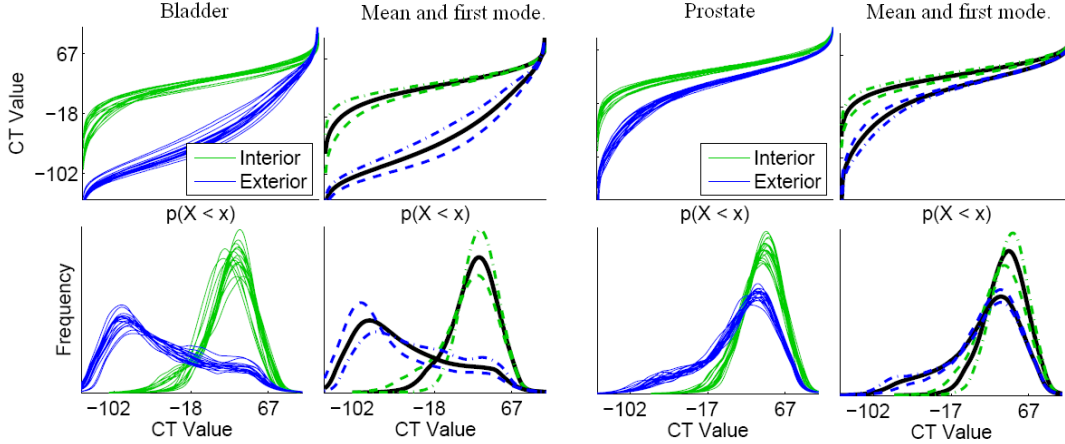 Bladder
Mean and first mode.
Prostate
Mean and first mode.
CT Value
67
−18
−102
Interior
Exterior
Interior
Exterior
p(X < x)
p(X < x)
p(X < x)
p(X < x)
Frequency
−102
−18
67
−102
−18
67
−102
−17
67
−102
−17
67
CT Value
CT Value
CT Value
CT Value